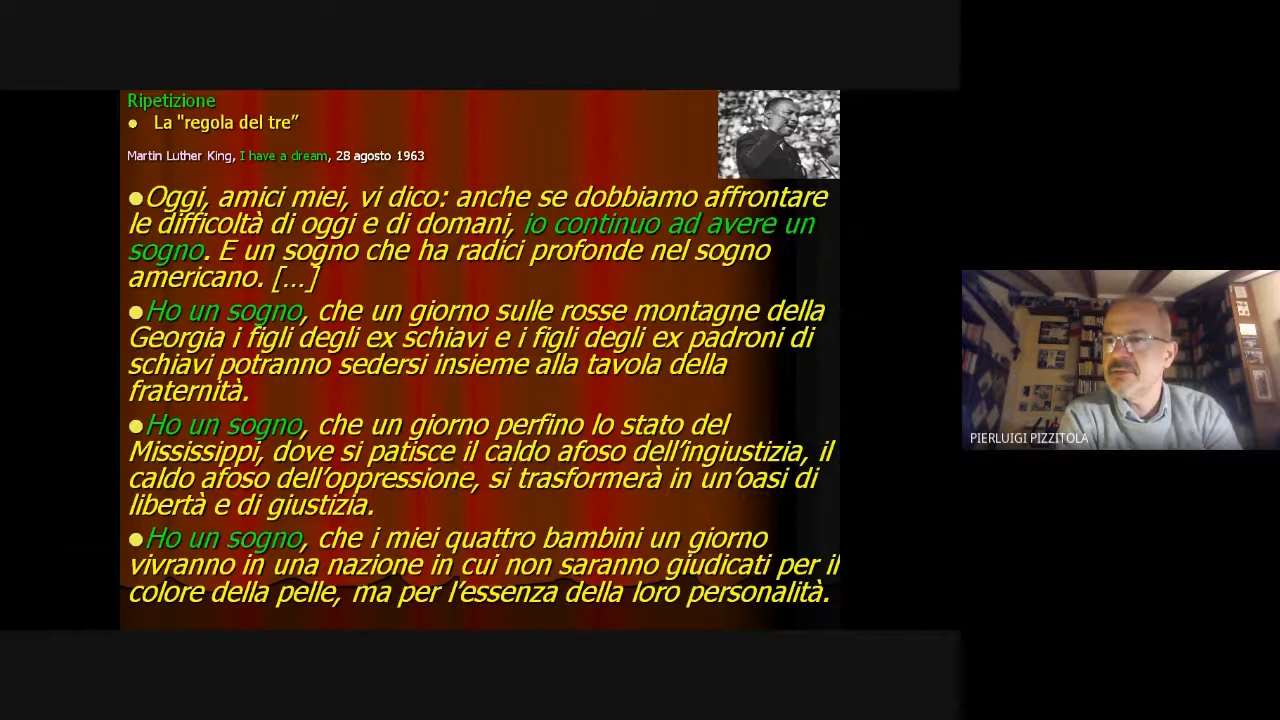 Ripetizione
● La "regola del tre”
Martin Luther King, I have a dream, 28 agosto 1963
●Oggi, amici miei, vi dico: anche se dobbiamo affrontare
le difficoltà di oggi e di domani, io continuo ad avere un
sogno. E un sogno che ha radici profonde nel sogno
americano. [...]
●Ho un sogno, che un giorno sulle rosse montagne della
Georgia i figli degli ex schiavi e i figli degli ex padroni di
schiavi potranno sedersi insieme alla tavola della
fraternità.
●Ho un sogno, che un giorno perfino lo stato del
Mississippi, dove si patisce il caldo afoso dell’ingiustizia, il
caldo afoso dell’oppressione, si trasformerà in un’oasi di
libertà e di giustizia.
●Ho un sogno, che i miei quattro bambini un giorno
vivranno in una nazione in cui non saranno giudicati per il
colore della pelle, ma per l’essenza della loro personalità.
PIERLUIGI PIZZITOLA